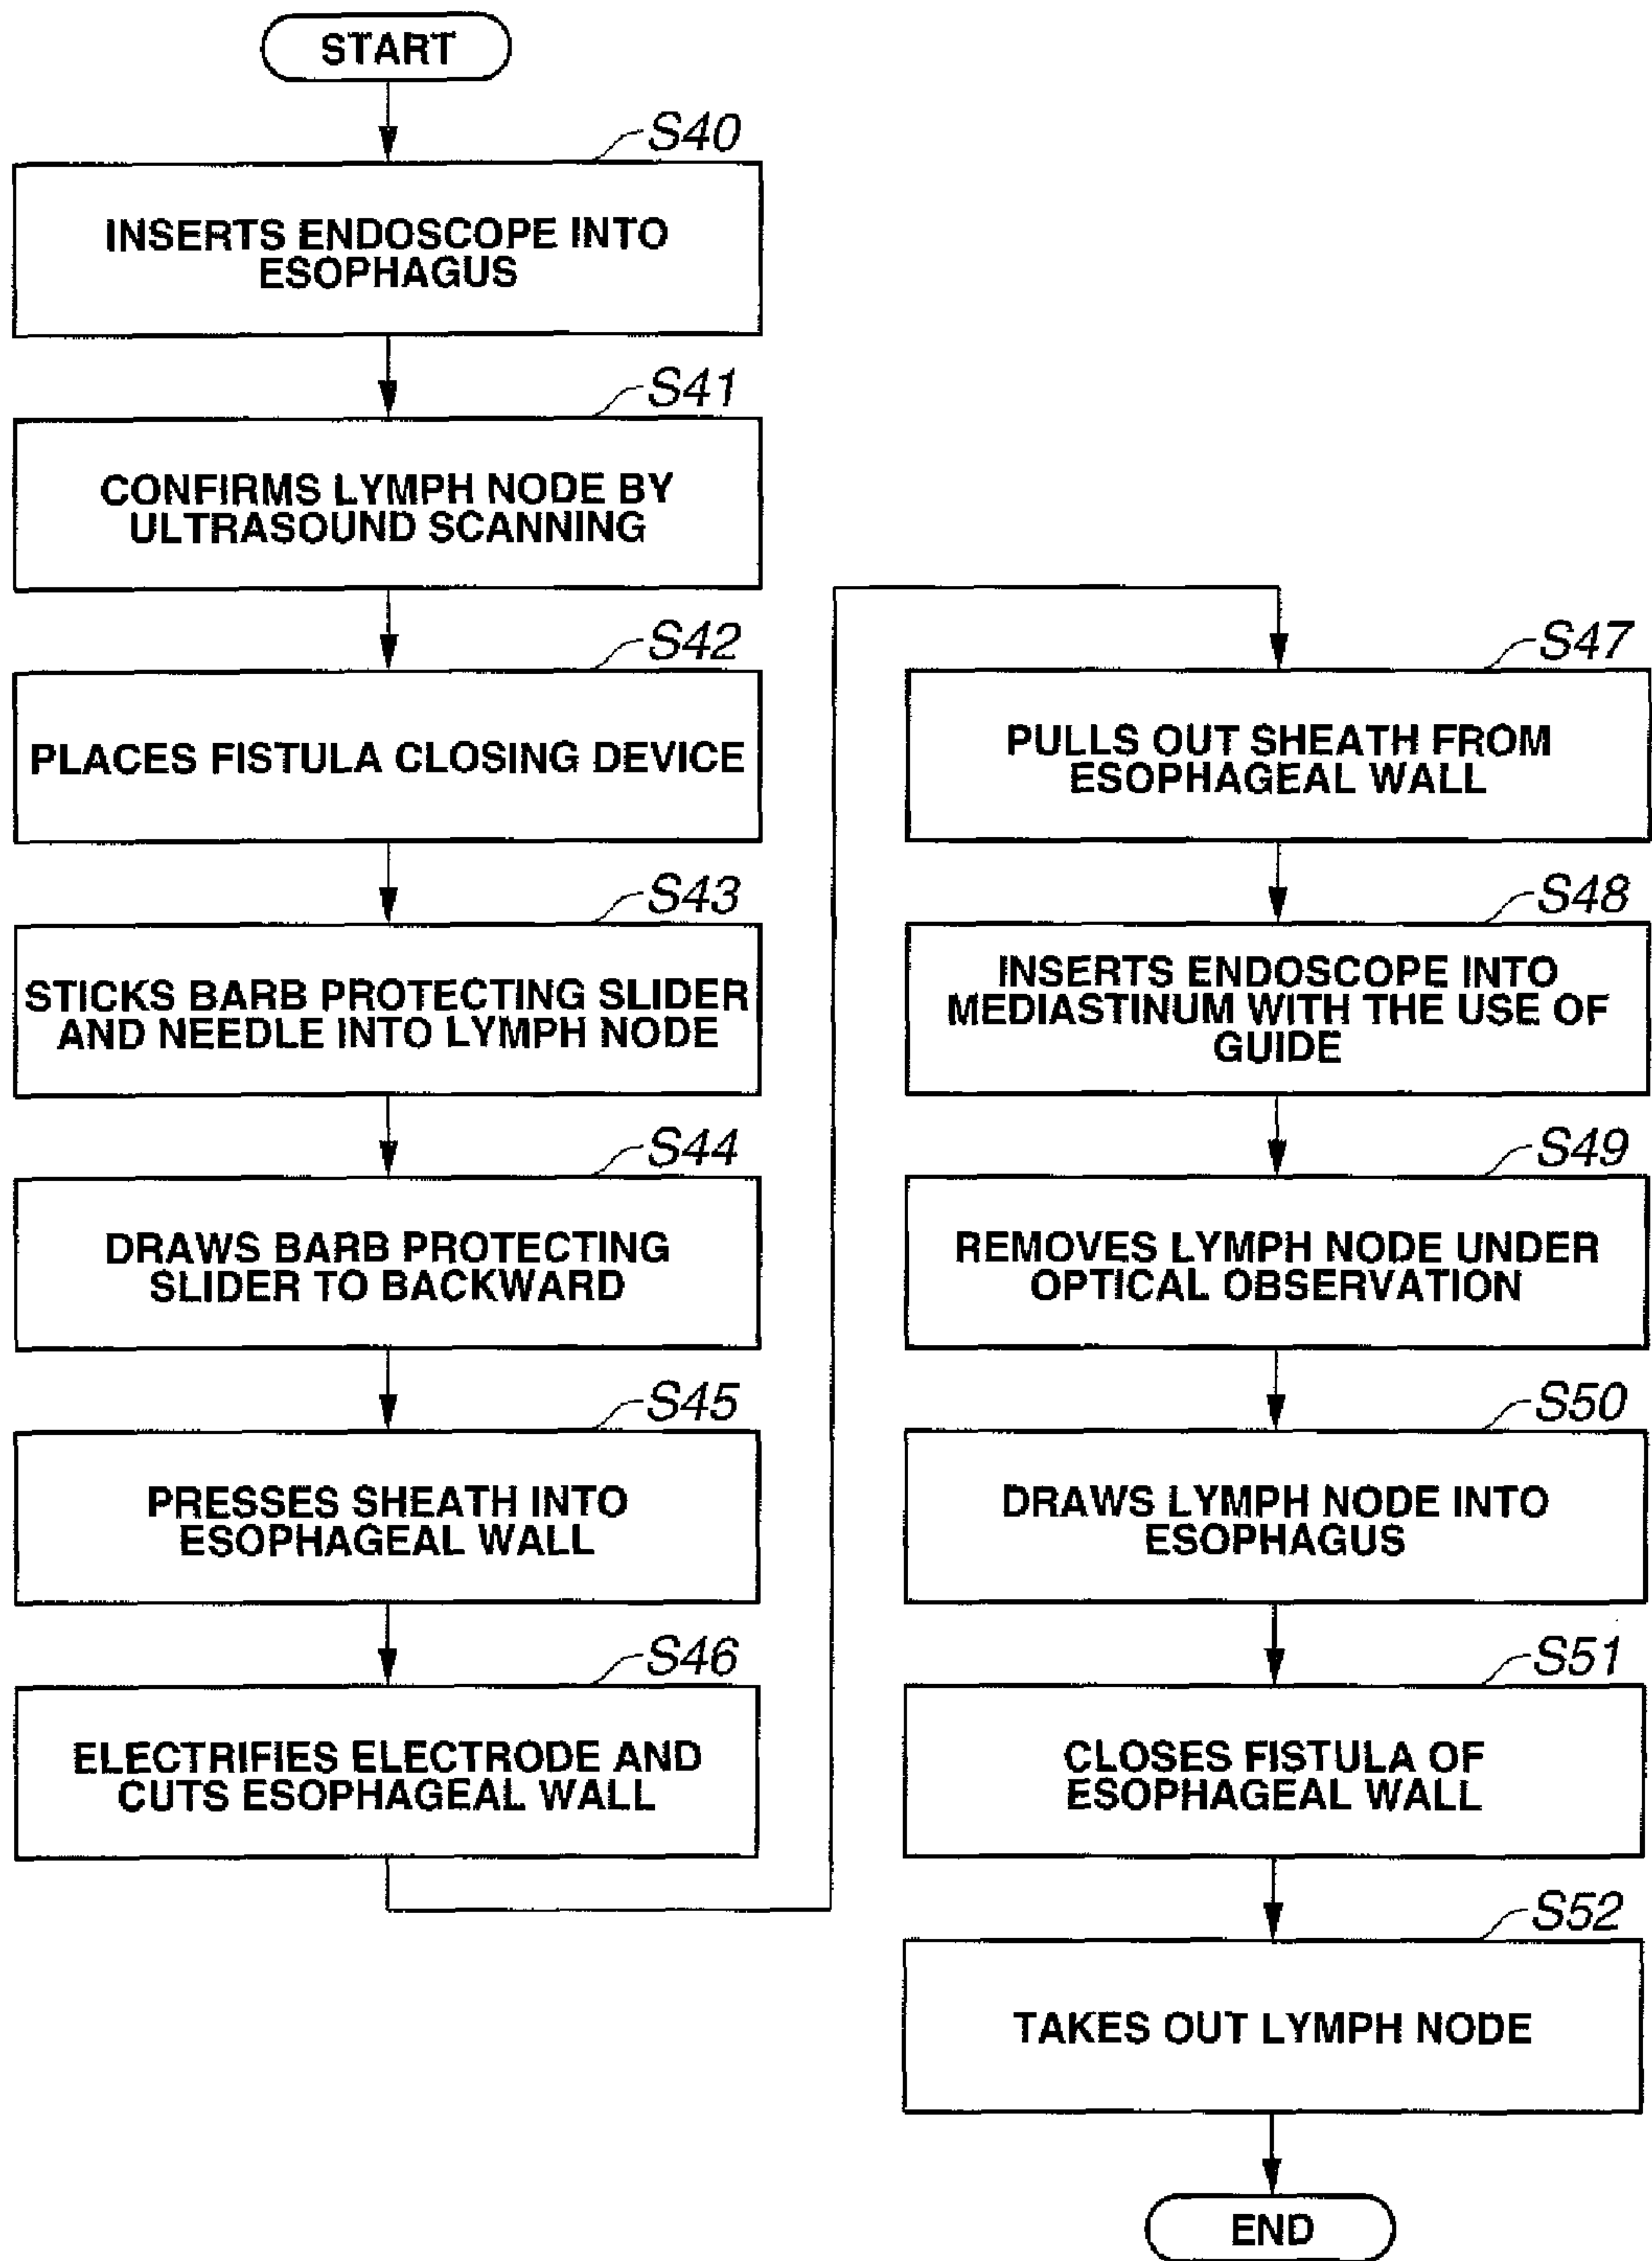 START
S40
INSERTS ENDOSCOPE INTO
ESOPHAGUS
S41
CONFIRMS LYMPH NODE BY
ULTRASOUND SCANNING
S42
PLACES FISTULA CLOSING DEVICE
S43
STICKS BARB PROTECTING SLIDER
AND NEEDLE INTO LYMPH NODE
S44
DRAWS BARB PROTECTING
SLIDER TO BACKWARD
S45
PRESSES SHEATH INTO
ESOPHAGEAL WALL
S46
ELECTRIFIES ELECTRODE AND
CUTS ESOPHAGEAL WALL
S47
PULLS OUT SHEATH FROM
ESOPHAGEAL WALL
S48
INSERTS ENDOSCOPE INTO
MEDIASTINUM WITH THE USE OF
GUIDE
S49
REMOVES LYMPH NODE UNDER
OPTICAL OBSERVATION
S50
DRAWS LYMPH NODE INTO
ESOPHAGUS
S51
CLOSES FISTULA OF
ESOPHAGEAL WALL
S52
TAKES OUT LYMPH NODE
END